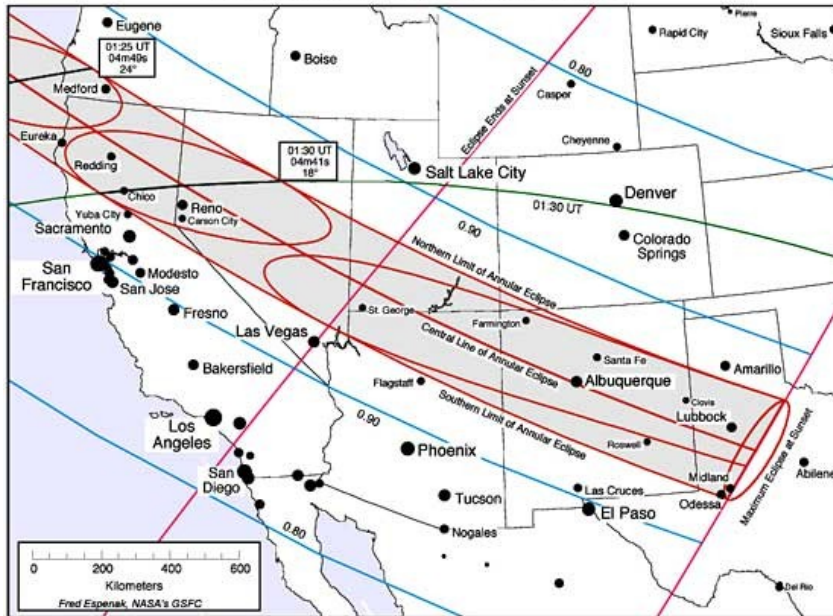 Eugene
Pierre
Rapid City
Sioux Falls
01:25 UT
04m49s
24°
Boise
0.80
Medford
Casper
Eclipse Ends at Sunset
Eureka
01:30 UT
04m41s
18°
Cheyenne
Redding
Salt Lake City
Chico
Reno
Denver
01:30 UT
Yuba City
Carson City
0.90
Sacramento
Colorado Springs
Northern Limit of Annular Eclipse
San Francisco
Modesto
San Jose
St. George
Fresno
Farmington
Las Vegas
Central Line of Annular Eclipse
Santa Fe
Bakersfield
Amarillo
Flagstaff
Albuquerque
Southern Limit of Annular Eclipse
Clovis
0.90
Lubbock
Los Angeles
Roswell
Phoenix
Maximum Eclipse at Sunset
Midland
Abilene
San Diego
Las Cruces
Odessa
Tucson
El Paso
0.80
Nogales
0 200 400 600
Kilometers
Del Rio
Fred Espenak, NASA's GSFC